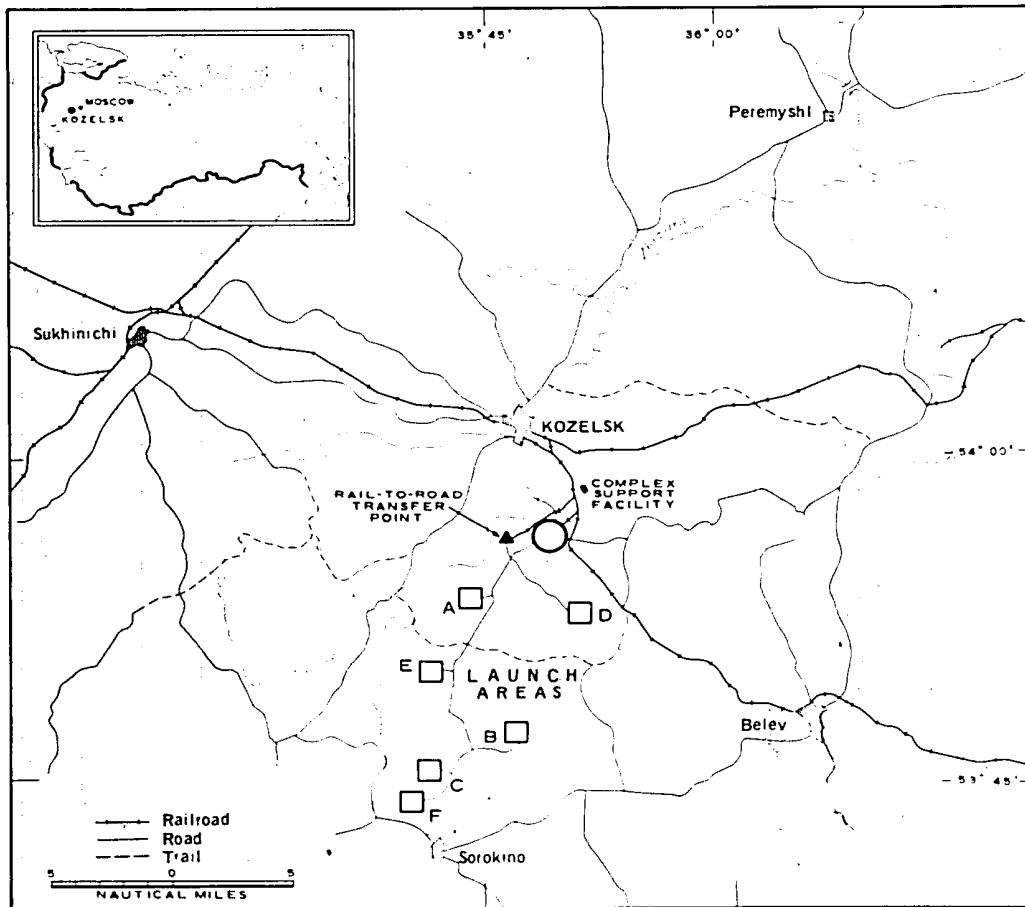 35°45'
36°00'
MOSCOW
KOZELSK
Peremyshl
Sukhinichi
KOZELSK
54°00'
COMPLEX
SUPPORT
FACILITY
RAIL-TO-ROAD
TRANSFER
POINT
A
D
E
LAUNCH
AREAS
B
Belev
C
53°45'
F
Railroad
Road
Trail
Sorokino
5 0 5
NAUTICAL MILES